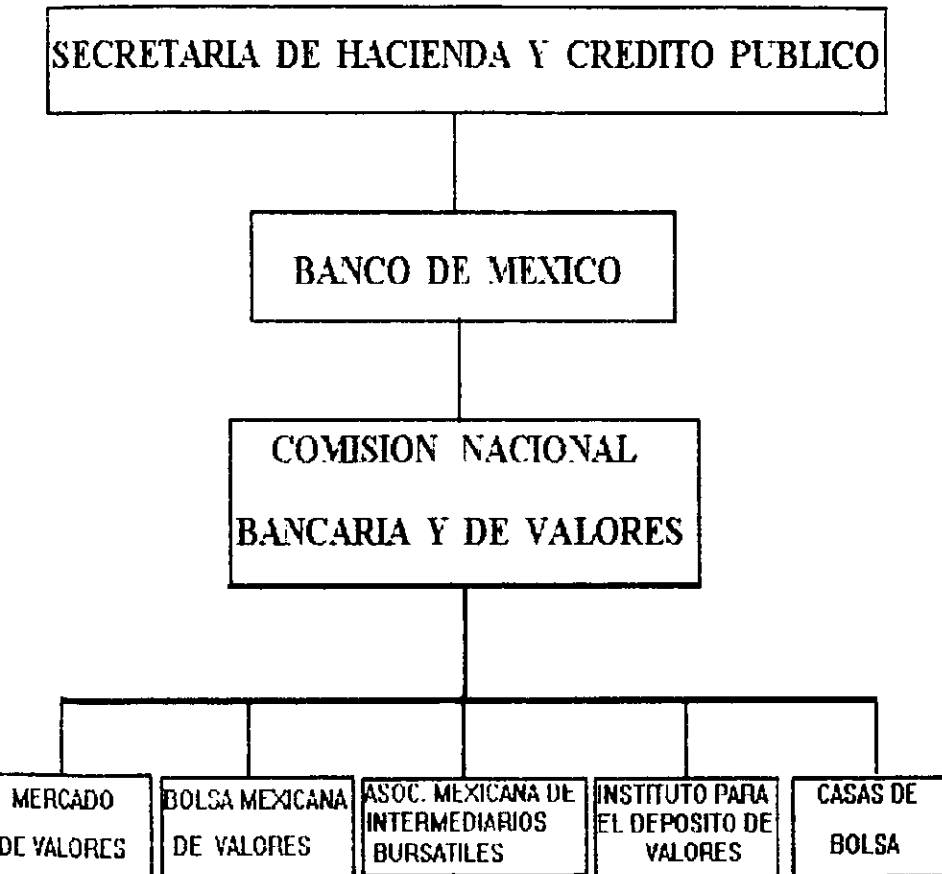 SECRETARIA DE HACIENDA Y CREDITO PUBLICO
BANCO DE MEXICO
COMISION NACIONAL
BANCARIA Y DE VALORES
MERCADO
DE VALORES
BOLSA MEXICANA
DE VALORES
ASOC. MEXICANA DE
INTERMEDIARIOS
BURSATILES
INSTITUTO PARA
EL DEPOSITO DE
VALORES
CASAS DE
BOLSA